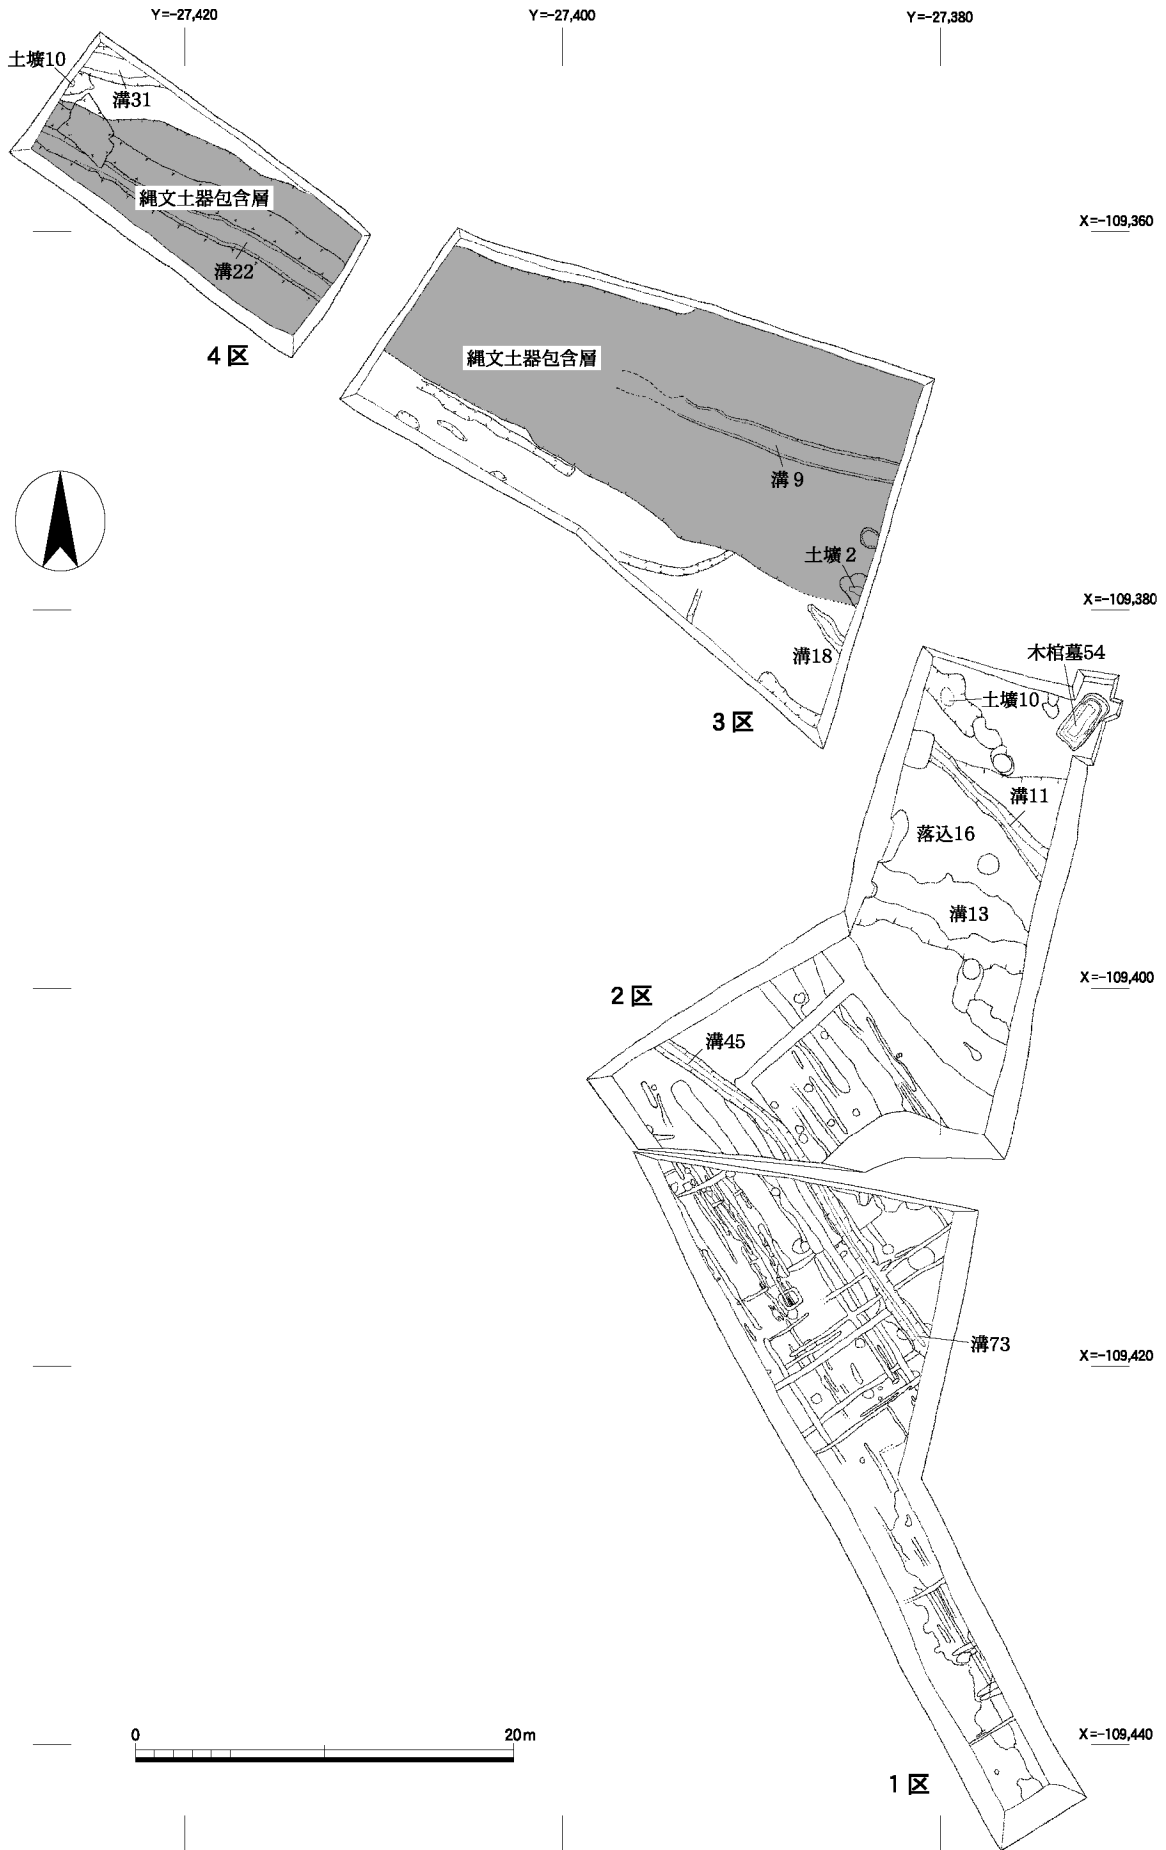 Y=-27,420
Y=-27,400
Y=-27,380
土壙10
溝31
縄文土器包含層
溝22
4区
X=-109,360
縄文土器包含層
溝9
土壙2
溝18
3区
X=-109,380
木棺墓54
土壙10
溝11
落込16
溝13
2区
X=-109,400
溝45
溝73
X=-109,420
0
20m
X=-109,440
1区